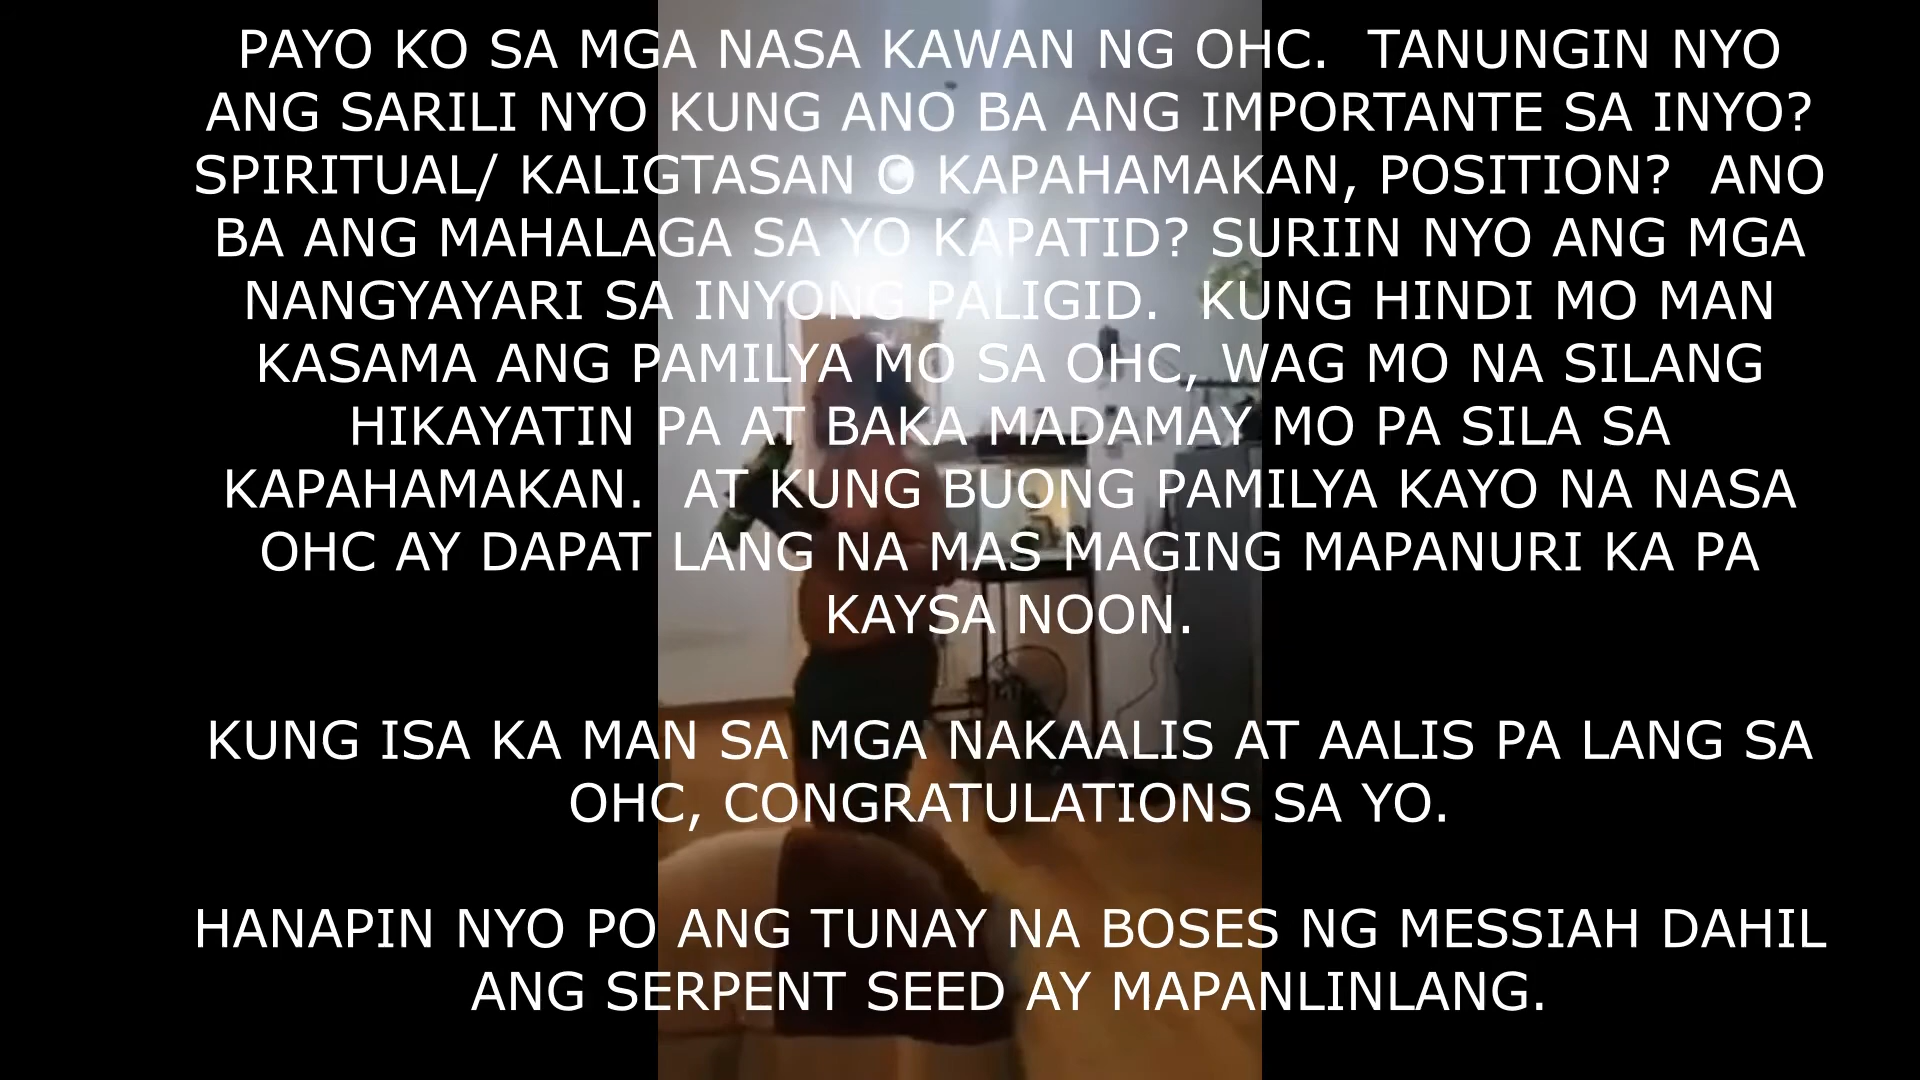 PAYO KO SA MGA NASA KAWAN NG OHC.  TANUNGIN NYO
ANG SARILI NYO KUNG ANO BA ANG IMPORTANTE SA INYO?
SPIRITUAL/ KALIGTASAN O KAPAHAMAKAN, POSITION?  ANO
BA ANG MAHALAGA SA YO KAPATID? SURIIN NYO ANG MGA
NANGYAYARI SA INYONG PALIGID.  KUNG HINDI MO MAN
KASAMA ANG PAMILYA MO SA OHC, WAG MO NA SILANG
HIKAYATIN PA AT BAKA MADAMAY MO PA SILA SA
KAPAHAMAKAN.  AT KUNG BUONG PAMILYA KAYO NA NASA
OHC AY DAPAT LANG NA MAS MAGING MAPANURI KA PA
KAYSA NOON.
KUNG ISA KA MAN SA MGA NAKAALIS AT AALIS PA LANG SA
OHC, CONGRATULATIONS SA YO.
HANAPIN NYO PO ANG TUNAY NA BOSES NG MESSIAH DAHIL
ANG SERPENT SEED AY MAPANLINLANG.